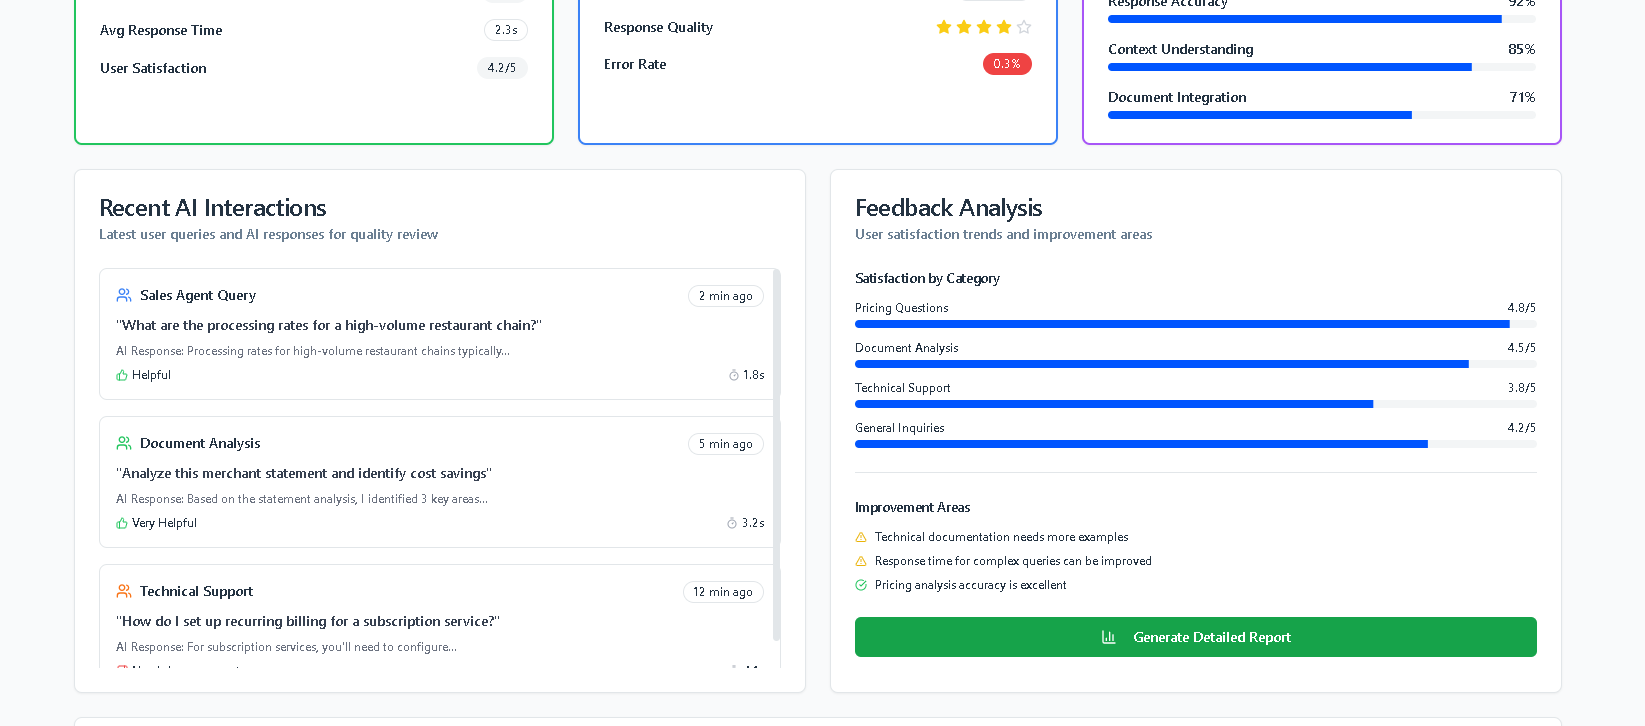 Avg Response Time
2.3s
User Satisfaction
4.2/5
Response Quality
Error Rate
0.3%
Response Accuracy
92%
Context Understanding
85%
Document Integration
71%
Recent AI Interactions
Latest user queries and AI responses for quality review
Sales Agent Query
2 min ago
"What are the processing rates for a high-volume restaurant chain?"
AI Response: Processing rates for high-volume restaurant chains typically...
Helpful
1.8s
Document Analysis
5 min ago
"Analyze this merchant statement and identify cost savings"
AI Response: Based on the statement analysis, I identified 3 key areas...
Very Helpful
3.2s
Technical Support
12 min ago
"How do I set up recurring billing for a subscription service?"
AI Response: For subscription services, you'll need to configure...
Feedback Analysis
User satisfaction trends and improvement areas
Satisfaction by Category
Pricing Questions
4.8/5
Document Analysis
4.5/5
Technical Support
3.8/5
General Inquiries
4.2/5
Improvement Areas
Technical documentation needs more examples
Response time for complex queries can be improved
Pricing analysis accuracy is excellent
Generate Detailed Report